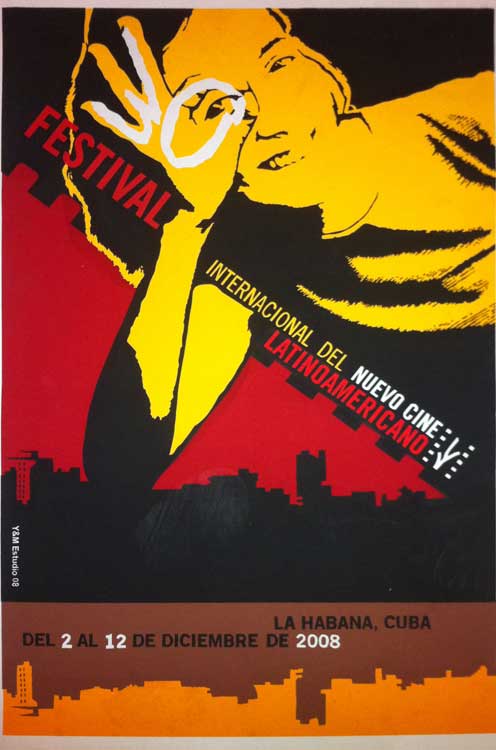 30
FESTIVAL
INTERNACIONAL DEL
NUEVO CINE
LATINOAMERICANO
Y&M Estudio 08
LA HABANA, CUBA
DEL 2 AL 12 DE DICIEMBRE DE 2008